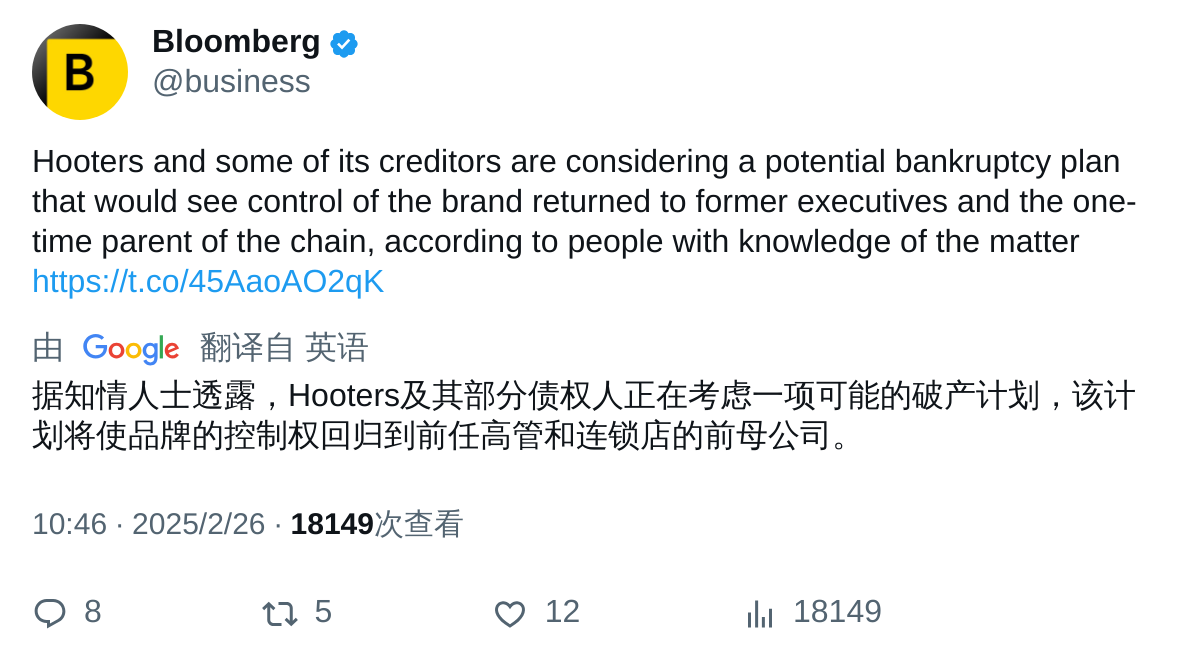 B
Bloomberg
@business
Hooters and some of its creditors are considering a potential bankruptcy plan
that would see control of the brand returned to former executives and the one-
time parent of the chain, according to people with knowledge of the matter
https://t.co/45AaoAO2qK
由 Google 翻译自 英语
据知情人士透露，Hooters及其部分债权人正在考虑一项可能的破产计划，该计
划将使品牌的控制权回归到前任高管和连锁店的前母公司。
10:46 · 2025/2/26 · 18149次查看
8 5 12 18149